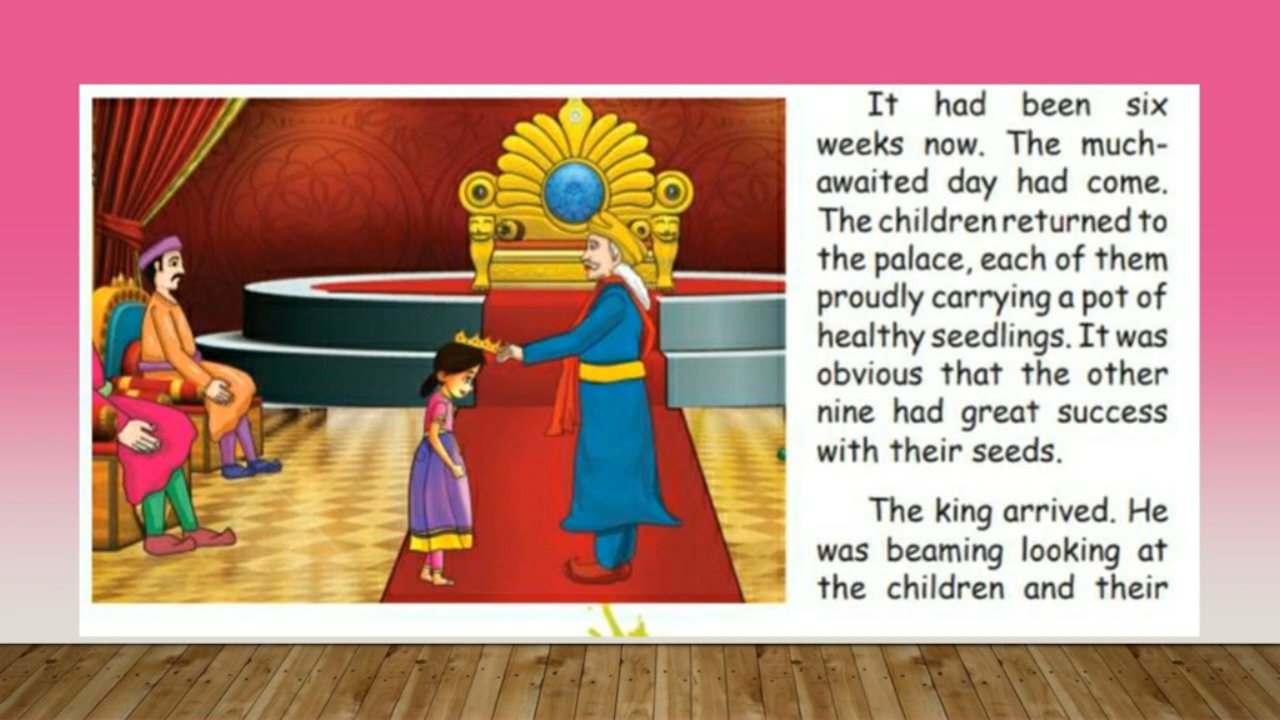 It had been six
weeks now. The much-
awaited day had come.
The children returned to
the palace, each of them
proudly carrying a pot of
healthy seedlings. It was
obvious that the other
nine had great success
with their seeds.
The king arrived. He
was beaming looking at
the children and their